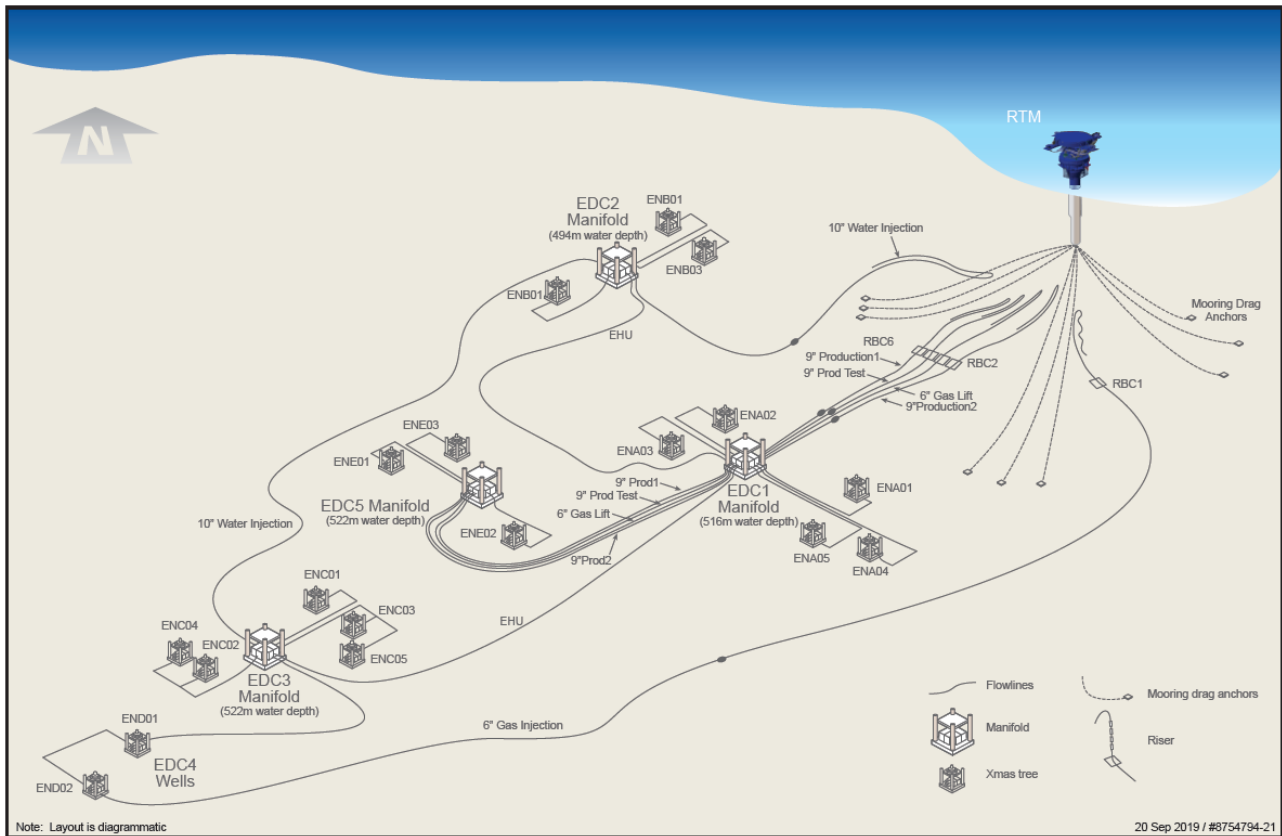 N
RTM
EDC2
Manifold
(494m water depth)
ENB01
ENB03
ENB01
10" Water Injection
EHU
Mooring Drag
Anchors
RBC6
RBC2
RBC1
9" Production1
9" Prod Test
6" Gas Lift
9"Production2
ENA02
ENA03
ENE03
ENE01
EDC5 Manifold
(522m water depth)
ENE02
9" Prod1
9" Prod Test
6" Gas Lift
9"Prod2
EDC1
Manifold
(516m water depth)
ENA01
ENA05
ENA04
10" Water Injection
ENC01
ENC03
ENC04
ENC02
ENC05
EHU
EDC3
Manifold
(522m water depth)
END01
EDC4
Wells
END02
6" Gas Injection
Flowlines
Mooring drag anchors
Manifold
Riser
Xmas tree
Note: Layout is diagrammatic
20 Sep 2019 / #8754794-21